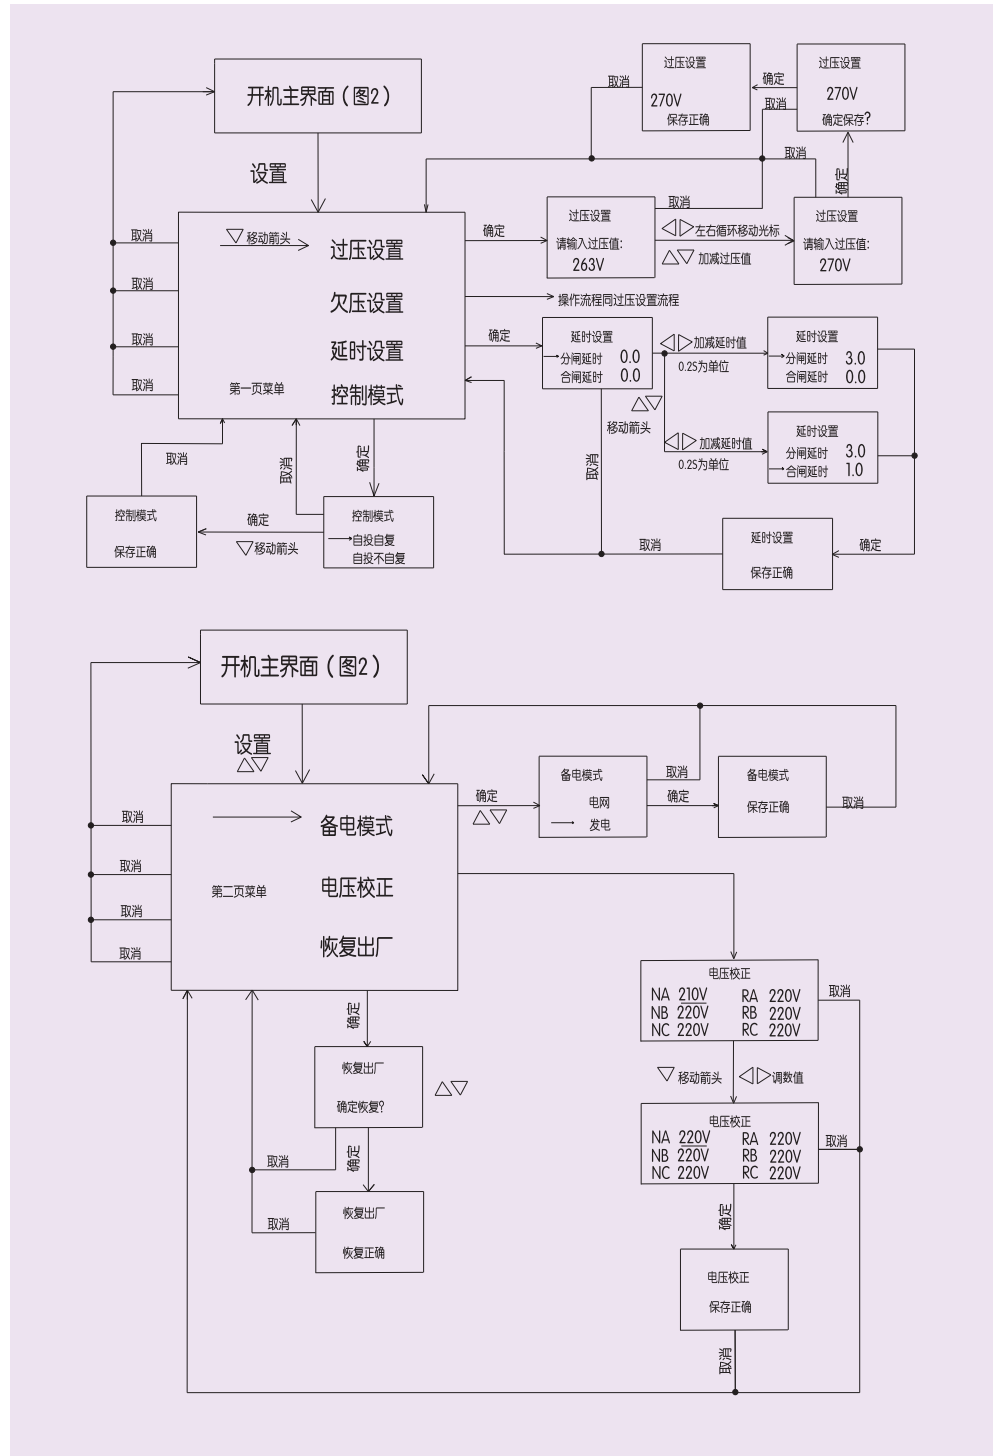 开机主界面（图2）
设置
取消
取消
取消
取消
▽移动箭头
过压设置
欠压设置
延时设置
第一页菜单
控制模式
取消
过压设置
270V
保存正确
确定
取消
过压设置
270V
确定保存?
取消
确定
确定
过压设置
请输入过压值:
263V
取消
◁▷左右循环移动光标
△▽ 加减过压值
过压设置
请输入过压值:
270V
操作流程同过压设置流程
确定
延时设置
分闸延时 0.0
合闸延时 0.0
◁▷加减延时值
0.2S为单位
延时设置
分闸延时 3.0
合闸延时 0.0
△▽
移动箭头
◁▷加减延时值
0.2S为单位
延时设置
分闸延时 3.0
合闸延时 1.0
取消
取消
取消
确定
控制模式
保存正确
确定
▽移动箭头
控制模式
自投自复
自投不自复
取消
延时设置
保存正确
确定
开机主界面（图2）
设置
△▽
取消
取消
取消
取消
备电模式
电压校正
第二页菜单
恢复出厂
确定
△▽
备电模式
电网
发电
取消
确定
备电模式
保存正确
取消
电压校正
NA 210V RA 220V
NB 220V RB 220V
NC 220V RC 220V
取消
▽移动箭头
◁▷调数值
电压校正
NA 220V RA 220V
NB 220V RB 220V
NC 220V RC 220V
取消
确定
电压校正
保存正确
取消
确定
恢复出厂
确定恢复?
△▽
取消
确定
恢复出厂
恢复正确
取消